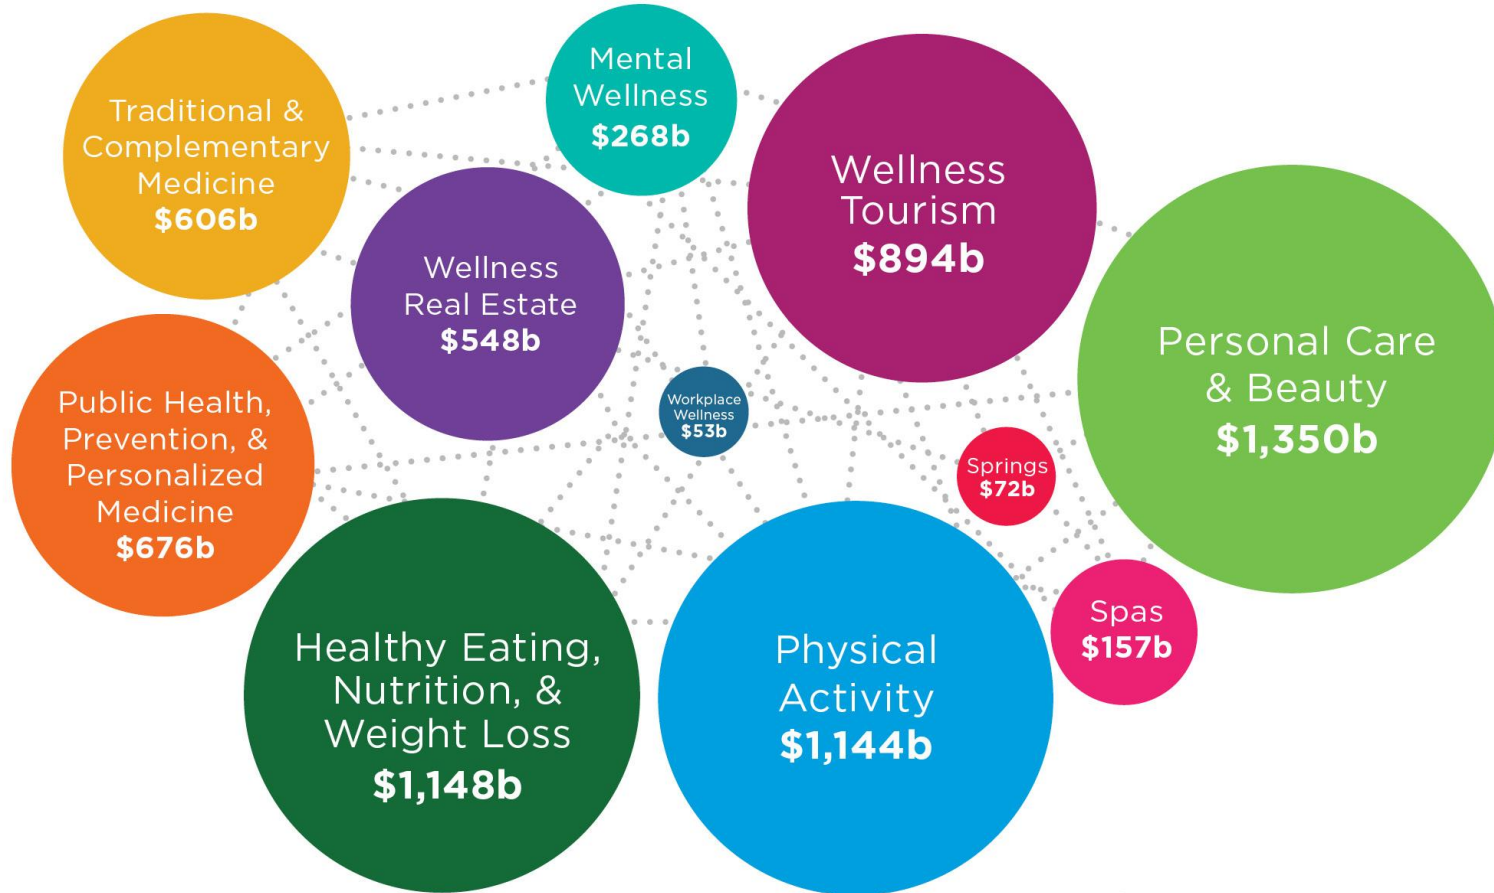 Mental
Wellness
$268b
Traditional &
Complementary
Medicine
$606b
Wellness
Tourism
$894b
Wellness
Real Estate
$548b
Personal Care
& Beauty
$1,350b
Public Health,
Prevention, &
Personalized
Medicine
$676b
Workplace
Wellness
$53b
Springs
$72b
Spas
$157b
Healthy Eating,
Nutrition, &
Weight Loss
$1,148b
Physical
Activity
$1,144b